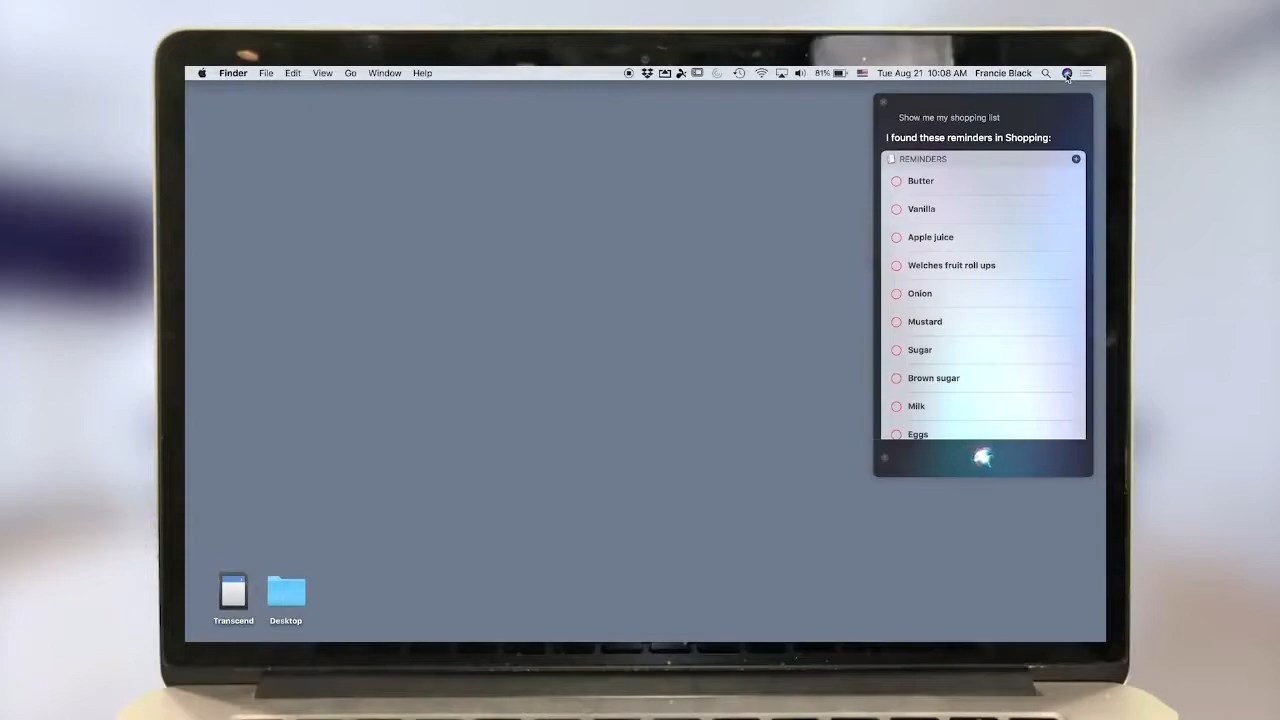 Finder File Edit View Go Window Help 81% Tue Aug 21 10:08 AM Francie Black
Show me my shopping list
I found these reminders in Shopping:
REMINDERS
Butter
Vanilla
Apple juice
Welches fruit roll ups
Onion
Mustard
Sugar
Brown sugar
Milk
Eggs
Transcend Desktop